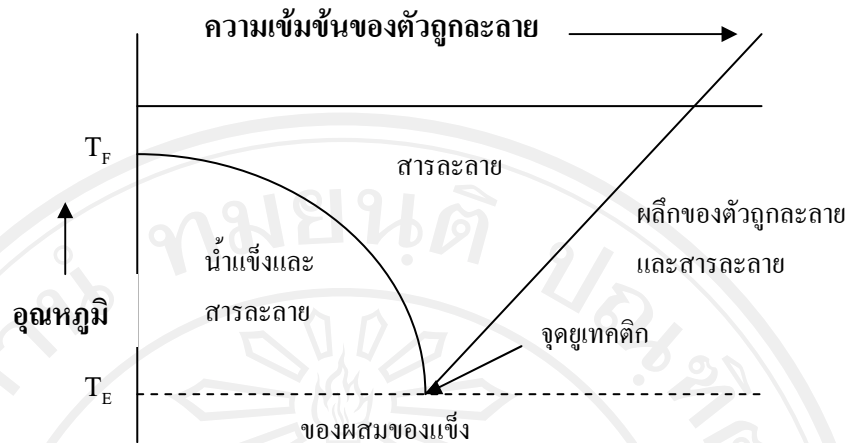 ความเข้มข้นของตัวถูกละลาย
T_F
สารละลาย
ผลึกของตัวถูกละลาย
และสารละลาย
น้ำแข็งและ
สารละลาย
อุณหภูมิ
จุดยูเทคติก
T_E
ของผสมของแข็ง